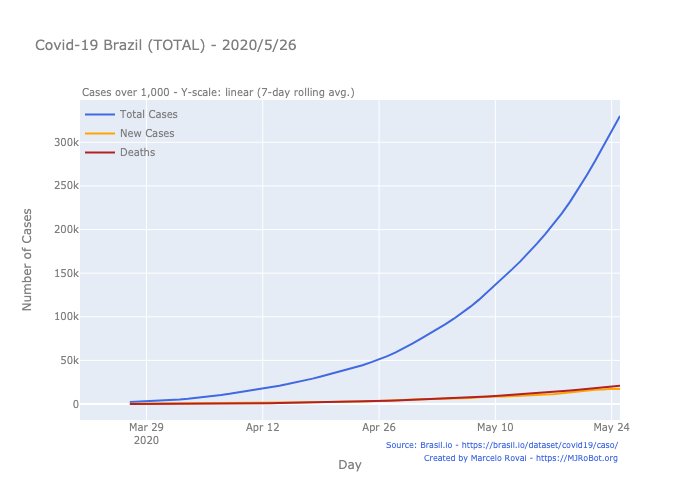 Covid-19 Brazil (TOTAL) - 2020/5/26
Cases over 1,000 - Y-scale: linear (7-day rolling avg.)
Total Cases
New Cases
Deaths
300k
250k
200k
150k
100k
50k
0
Number of Cases
Mar 29
2020
Apr 12
Apr 26
May 10
May 24
Day
Source: Brasil.io - https://brasil.io/dataset/covid19/caso/
Created by Marcelo Rovai - https://MJRoBot.org